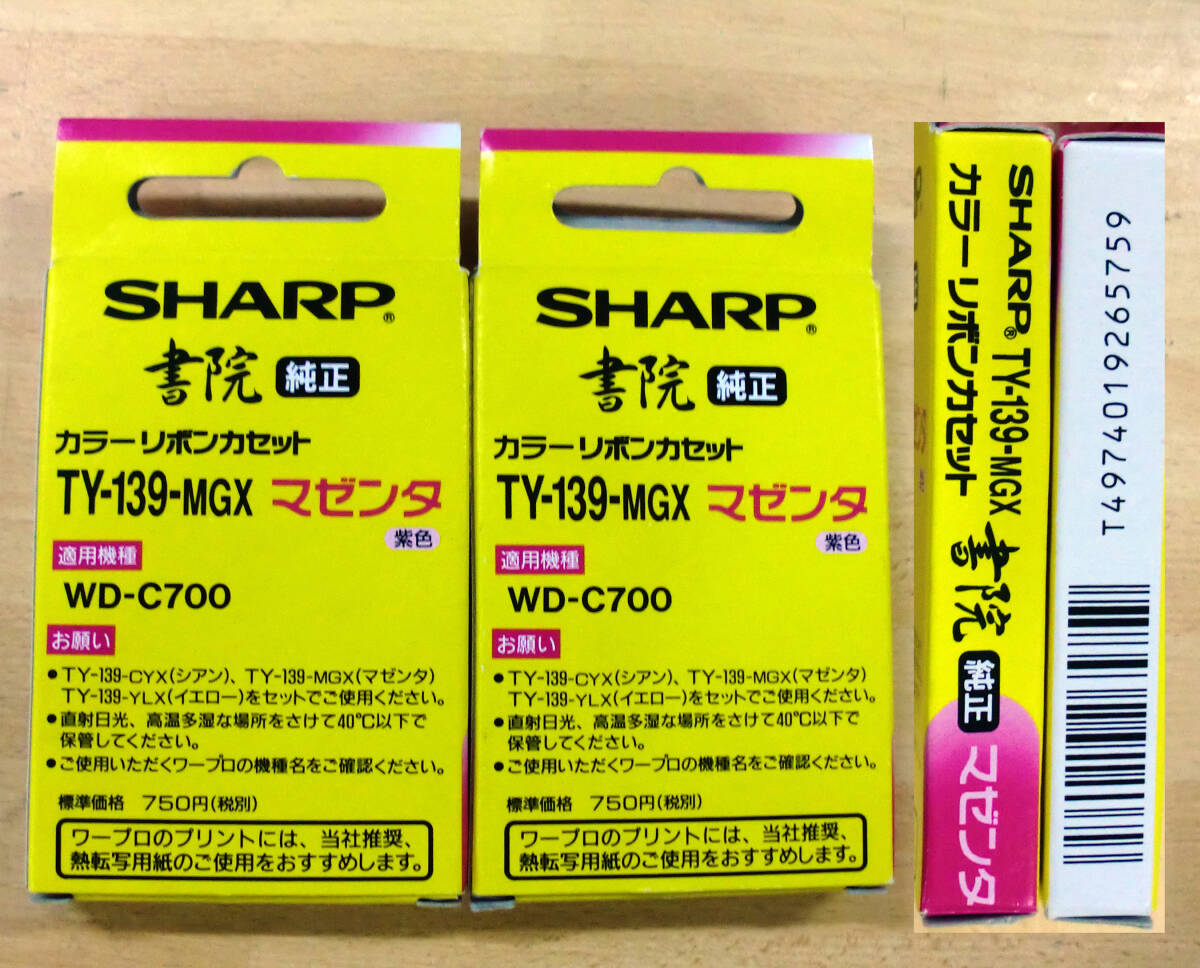 SHARP®
書院 純正
カラーリボンカセット
TY-139-MGX マゼンタ
紫色
適用機種
WD-C700
お願い
●TY-139-CYX(シアン)、TY-139-MGX(マゼンタ)
TY-139-YLX(イエロー)をセットでご使用ください。
●直射日光、高温多湿な場所をさけて40℃以下で
保管してください。
●ご使用いただくワープロの機種名をご確認ください。
標準価格 750円(税別)
ワープロのプリントには、当社推奨、
熱転写用紙のご使用をおすすめします。
SHARP®
書院 純正
カラーリボンカセット
TY-139-MGX マゼンタ
紫色
適用機種
WD-C700
お願い
●TY-139-CYX(シアン)、TY-139-MGX(マゼンタ)
TY-139-YLX(イエロー)をセットでご使用ください。
●直射日光、高温多湿な場所をさけて40℃以下で
保管してください。
●ご使用いただくワープロの機種名をご確認ください。
標準価格 750円(税別)
ワープロのプリントには、当社推奨、
熱転写用紙のご使用をおすすめします。
SHARP® TY-139-MGX 書院 純正 マゼンタ
カラーリボンカセット
T4974019265759